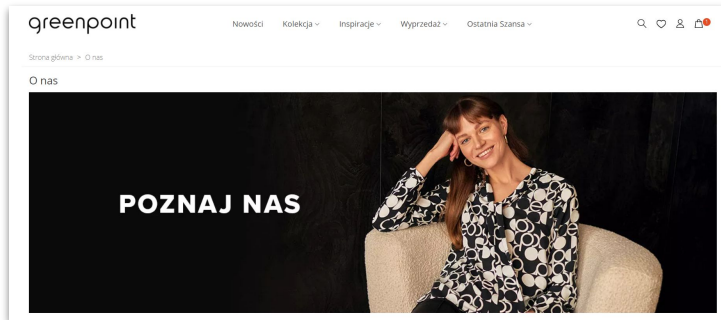 greenpoint
Nowości Kolekcja Inspiracje Wyprzedaż Ostatnia Szansa
Strona główna > O nas
O nas
POZNAJ NAS